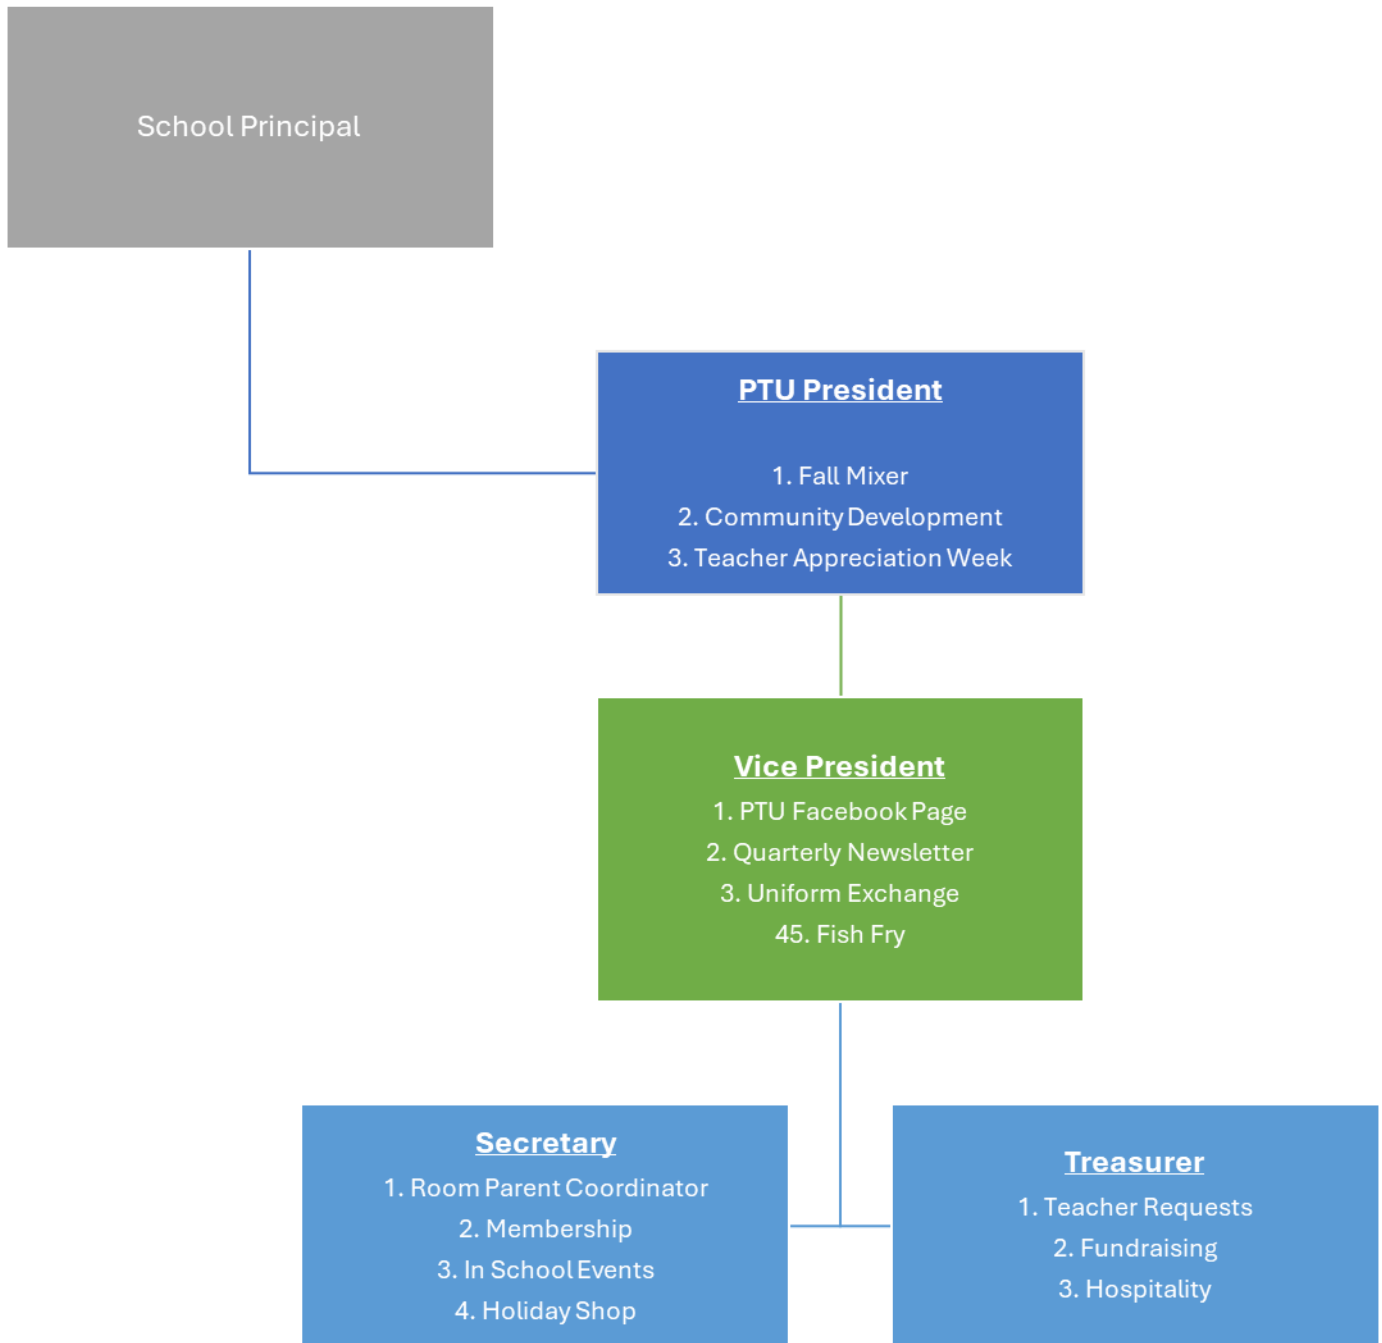 School Principal
PTU President
1. Fall Mixer
2. Community Development
3. Teacher Appreciation Week
Vice President
1. PTU Facebook Page
2. Quarterly Newsletter
3. Uniform Exchange
45. Fish Fry
Secretary
1. Room Parent Coordinator
2. Membership
3. In School Events
4. Holiday Shop
Treasurer
1. Teacher Requests
2. Fundraising
3. Hospitality